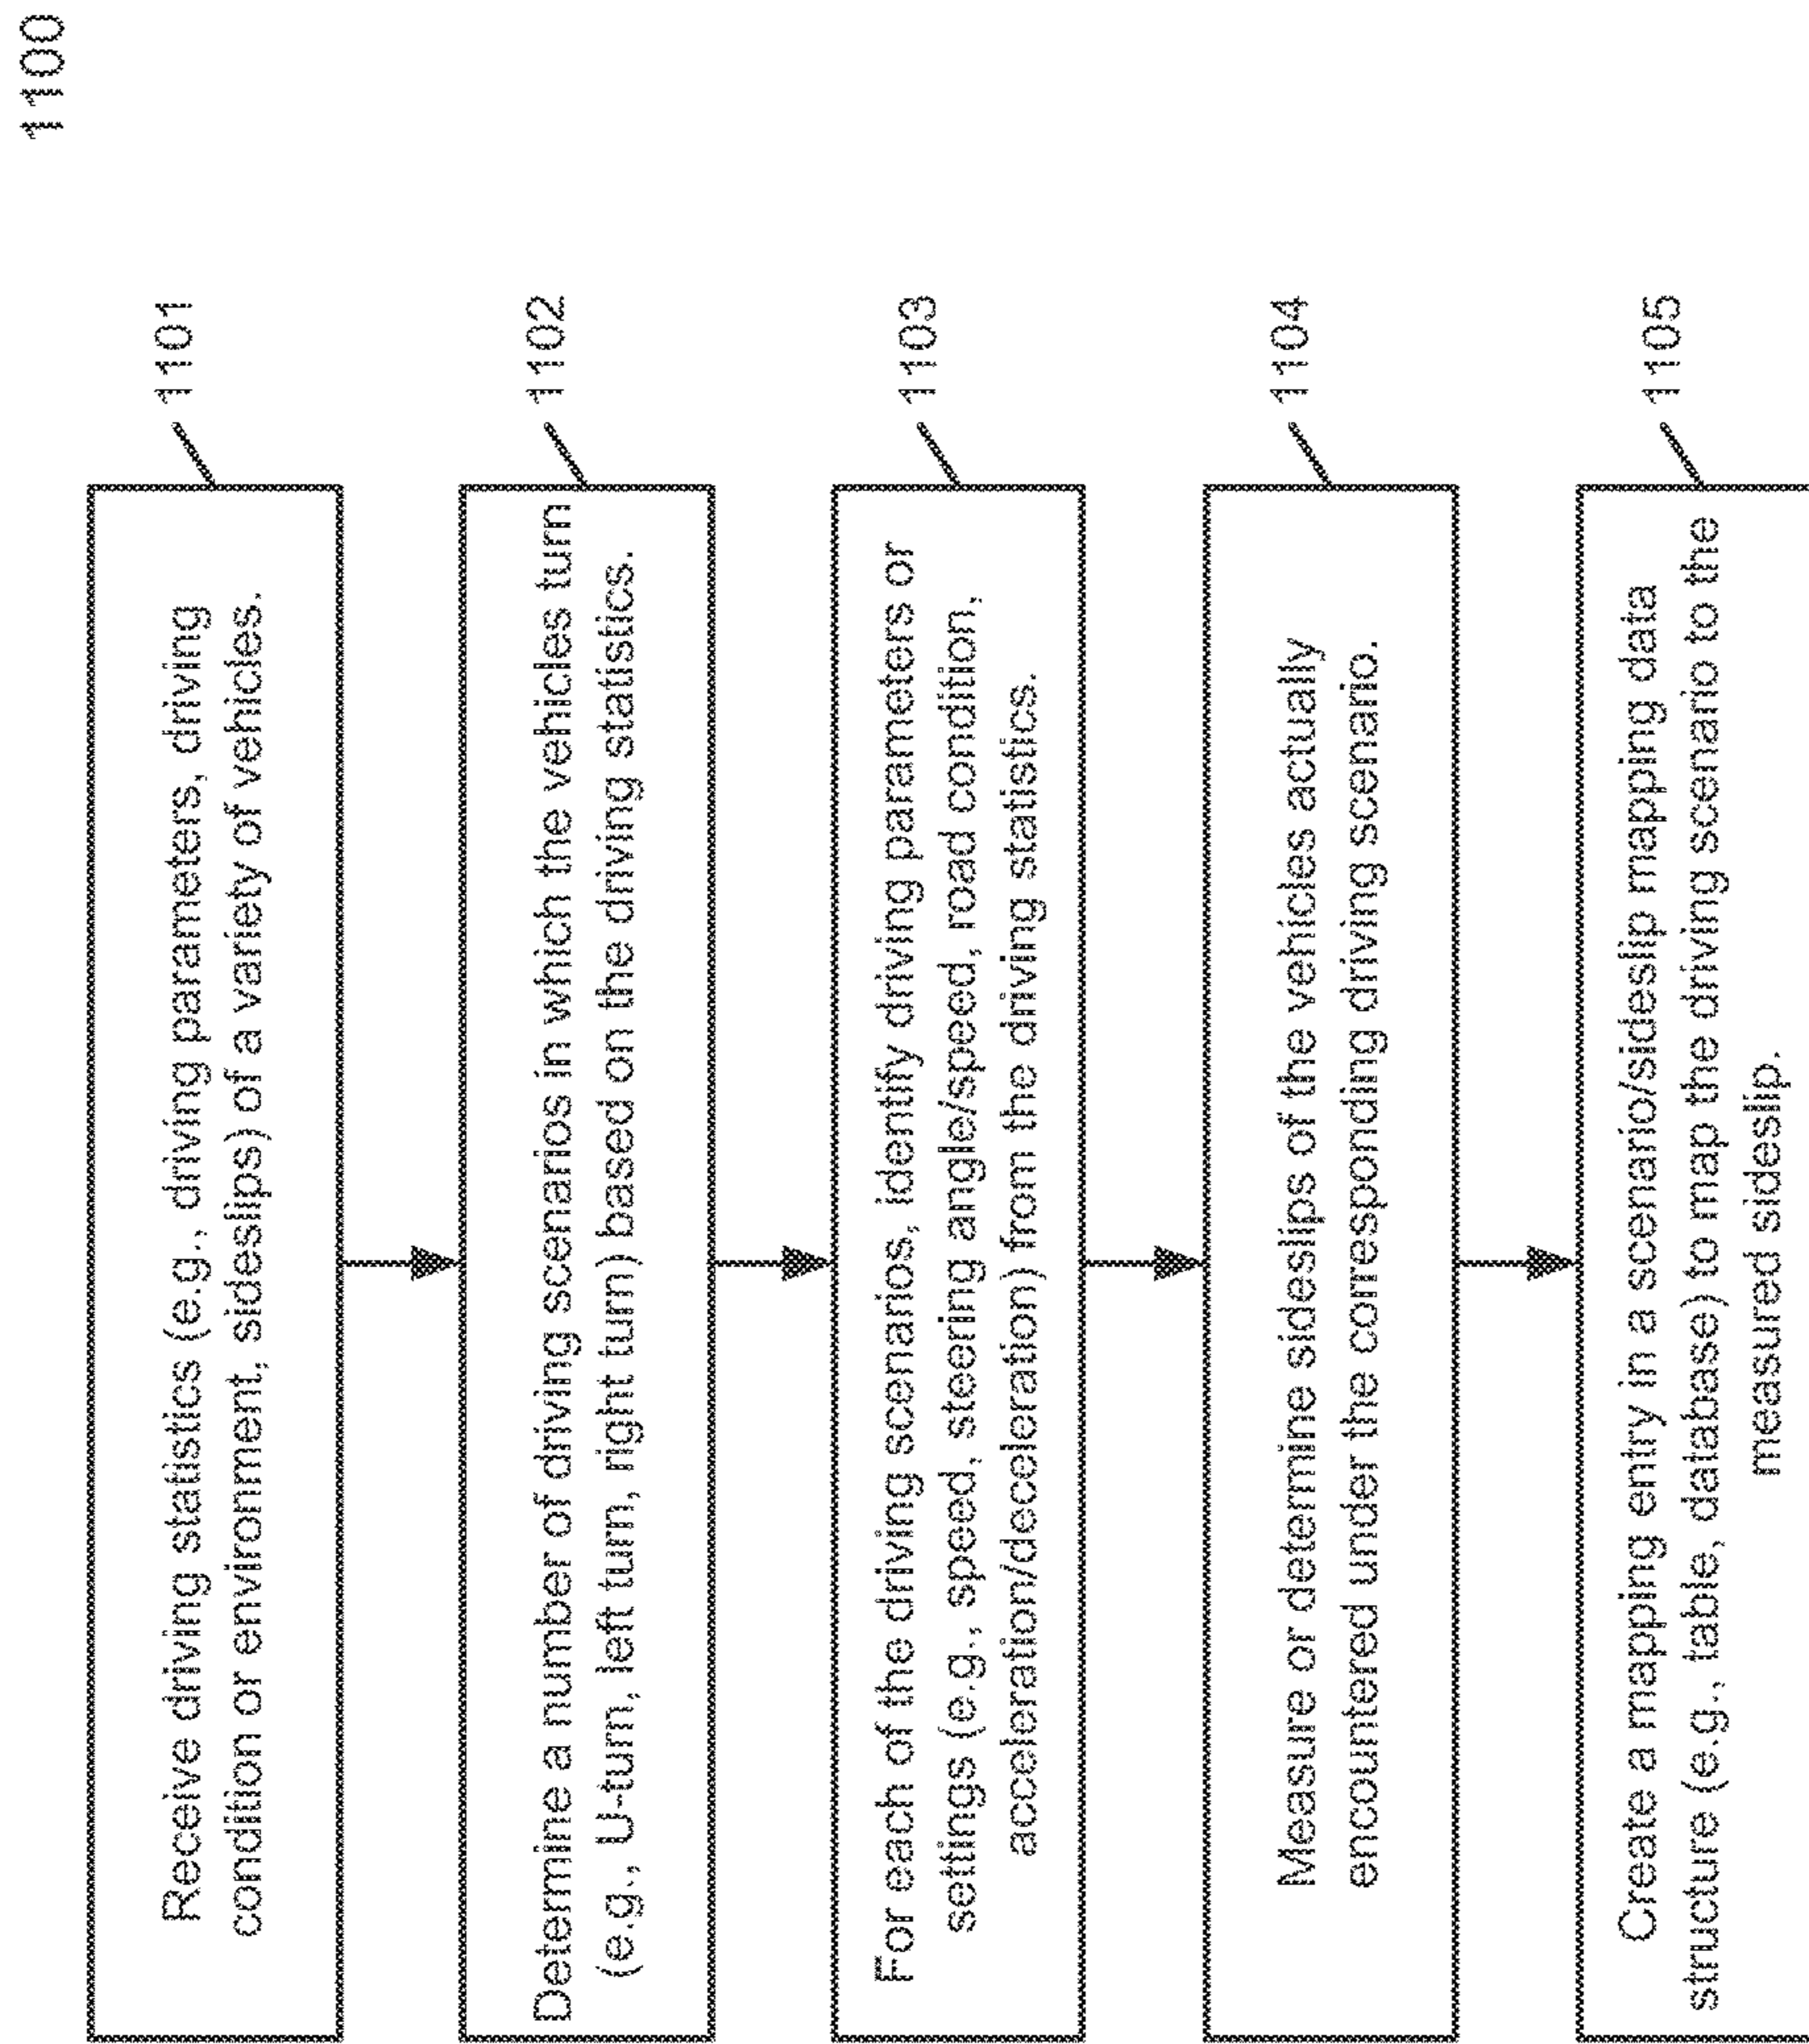 1100
1101
Receive driving statistics (e.g., driving parameters, driving
condition or environment, sideslips) of a variety of vehicles.
1102
Determine a number of driving scenarios in which the vehicles turn
(e.g., U-turn, left turn, right turn) based on the driving statistics.
1103
For each of the driving scenarios, identify driving parameters or
settings (e.g., speed, steering angle/speed, road condition,
acceleration/deceleration) from the driving statistics.
1104
Measure or determine sideslips of the vehicles actually
encountered under the corresponding driving scenario.
1105
Create a mapping entry in a scenario/sideslip mapping data
structure (e.g., table, database) to map the driving scenario to the
measured sideslip.